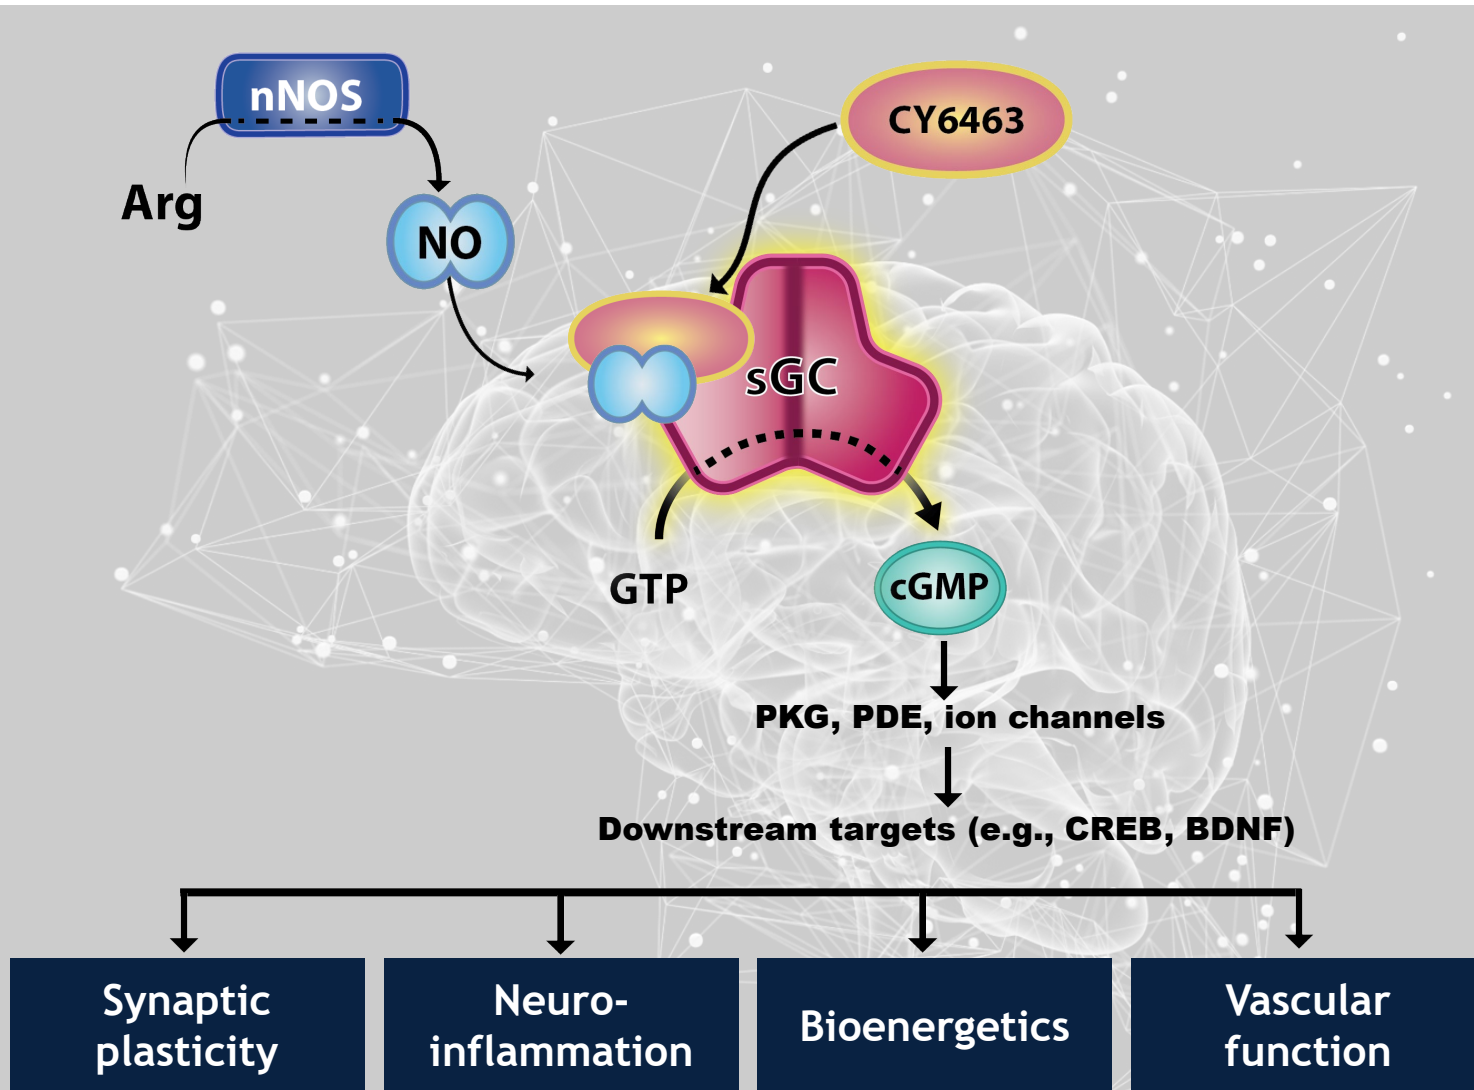 nNOS
CY6463
Arg
NO
sGC
GTP
cGMP
PKG, PDE, ion channels
Downstream targets (e.g., CREB, BDNF)
Synaptic
plasticity
Neuro-
inflammation
Bioenergetics
Vascular
function